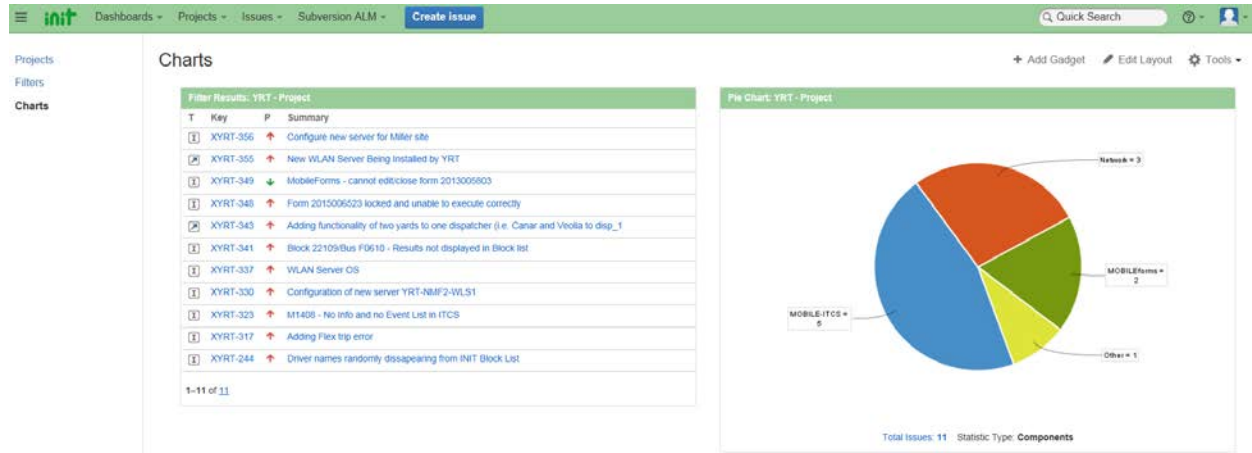 init Dashboards Projects Issues Subversion ALM Create issue Quick Search
Projects
Filters
Charts
Charts
Add Gadget Edit Layout Tools
Filter Results: YRT - Project
T Key P Summary
XYRT-356 Configure new server for Miller site
XYRT-355 New WLAN Server Being Installed by YRT
XYRT-349 MobileForms - cannot edit/close form 2013005803
XYRT-348 Form 2015006523 locked and unable to execute correctly
XYRT-343 Adding functionality of two yards to one dispatcher (i.e. Canar and Veolia to disp_1
XYRT-341 Block 22109/Bus F0610 - Results not displayed in Block list
XYRT-337 WLAN Server OS
XYRT-330 Configuration of new server YRT-NMF2-WLS1
XYRT-323 M1408 - No Info and no Event List in ITCS
XYRT-317 Adding Flex trip error
XYRT-244 Driver names randomly dissapearing from INIT Block List
1–11 of 11
Pie Chart: YRT - Project
Network = 3
MOBILEforms =
2
MOBILE-ITCS =
5
Other = 1
Total Issues: 11 Statistic Type: Components